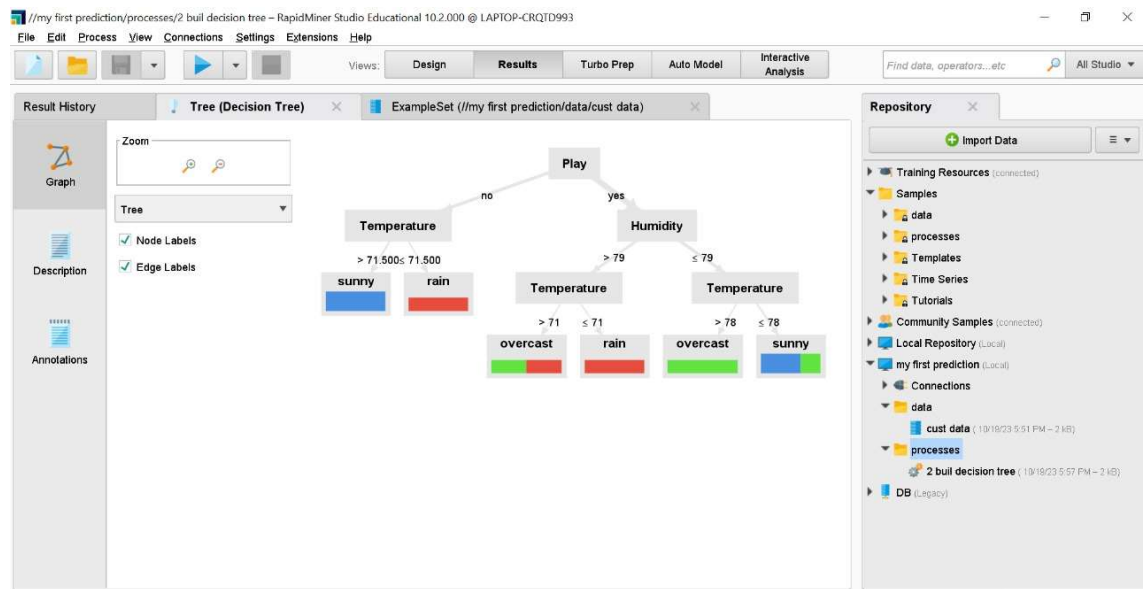 //my first prediction/processes/2 buil decision tree – RapidMiner Studio Educational 10.2.000 @ LAPTOP-CRQTD993
File Edit Process View Connections Settings Extensions Help
Views: Design Results Turbo Prep Auto Model Interactive Analysis
Find data, operators...etc All Studio
Result History
Tree (Decision Tree)
ExampleSet (//my first prediction/data/cust data)
Graph
Description
Annotations
Zoom
Tree
Node Labels
Edge Labels
Play
no yes
Temperature Humidity
> 71.500 ≤ 71.500 > 79 ≤ 79
sunny rain Temperature Temperature
> 71 ≤ 71 > 78 ≤ 78
overcast rain overcast sunny
Repository
Import Data
Training Resources (connected)
Samples
data
processes
Templates
Time Series
Tutorials
Community Samples (connected)
Local Repository (Local)
my first prediction (Local)
Connections
data
cust data (10/18/23 5:51 PM – 2 kB)
processes
2 buil decision tree (10/18/23 5:57 PM – 2 kB)
DB (Legacy)